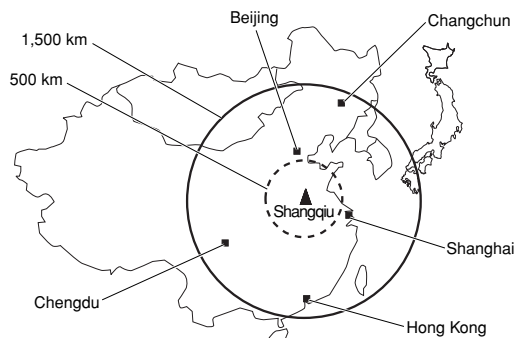 Beijing
Changchun
1,500 km
500 km
Shangqiu
Shanghai
Chengdu
Hong Kong